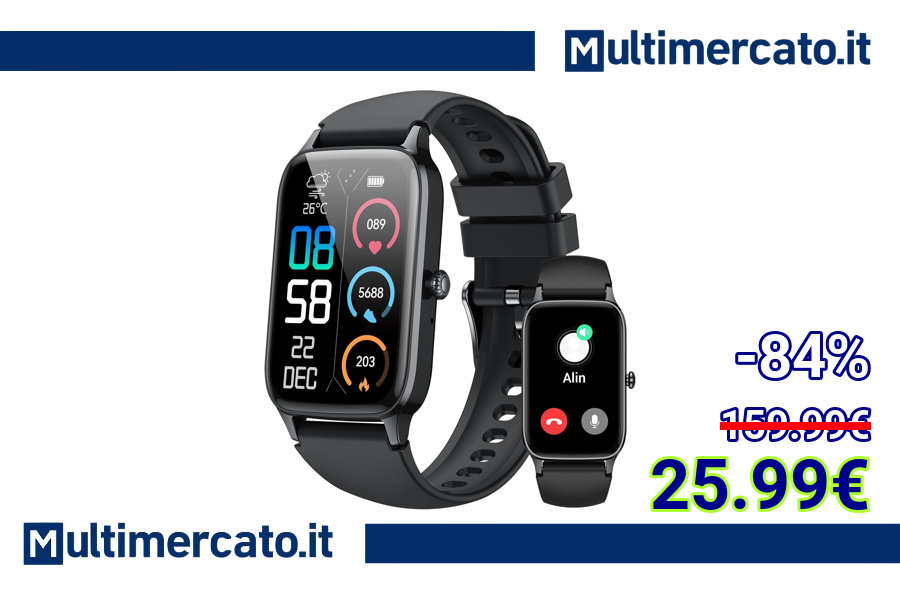 Multimercato.it
26°C
089
08
5688
58
22
203
DEC
Alin
-84%
159.99€
25.99€
Multimercato.it